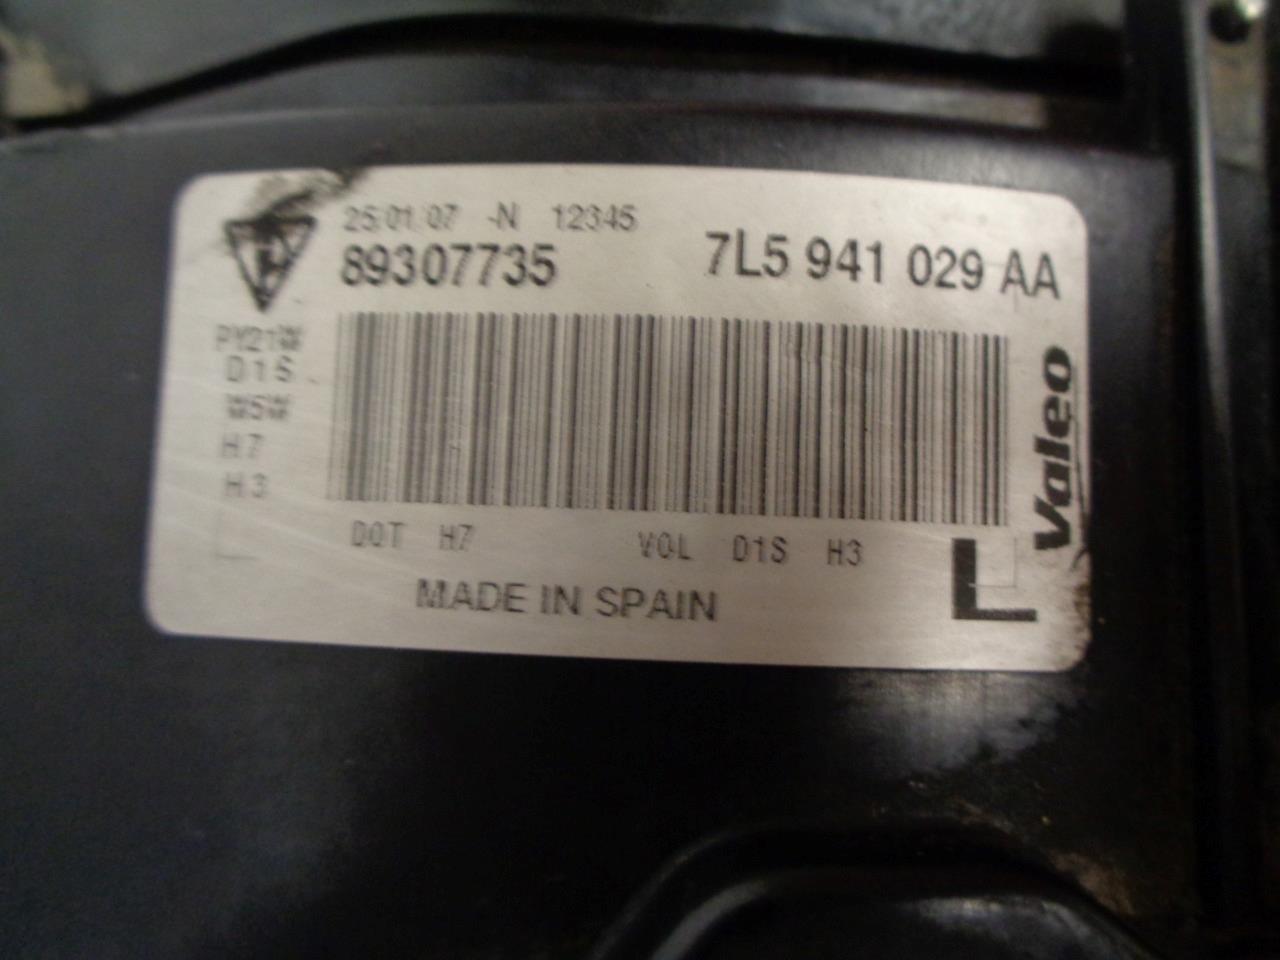 25/01/07 -N 12345
89307735
7L5 941 029 AA
PY21W
D1S
W5W
H7
H3
Valeo
DOT H7 VOL D1S H3
L
MADE IN SPAIN